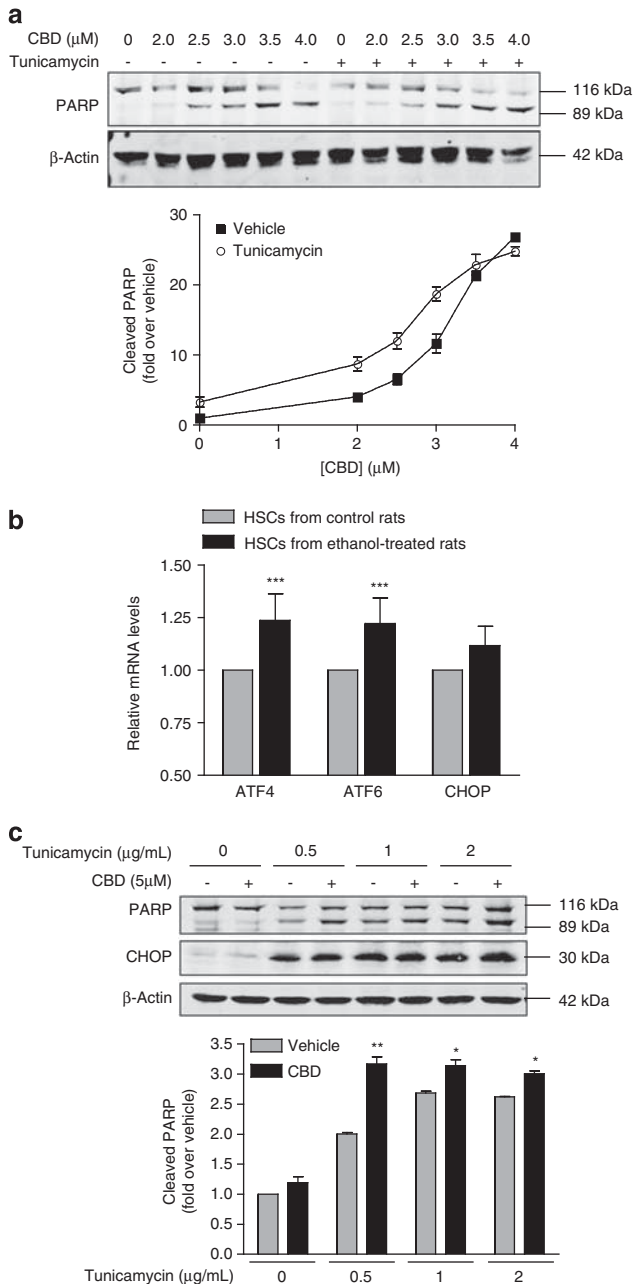 a
CBD (μM) 0 2.0 2.5 3.0 3.5 4.0 0 2.0 2.5 3.0 3.5 4.0
Tunicamycin - - - - - - + + + + + +
PARP
116 kDa
89 kDa
β-Actin
42 kDa
30
20
10
0
Cleaved PARP
(fold over vehicle)
Vehicle
Tunicamycin
0 1 2 3 4
[CBD] (μM)
b
HSCs from control rats
HSCs from ethanol-treated rats
1.50
1.25
1.00
0.75
0.50
Relative mRNA levels
*** ***
ATF4 ATF6 CHOP
c
Tunicamycin (μg/mL) 0 0.5 1 2
CBD (5μM) - + - + - + - +
PARP
116 kDa
89 kDa
CHOP
30 kDa
β-Actin
42 kDa
3.5
3.0
2.5
2.0
1.5
1.0
0.5
0.0
Cleaved PARP
(fold over vehicle)
Vehicle
CBD
** * *
Tunicamycin (μg/mL) 0 0.5 1 2